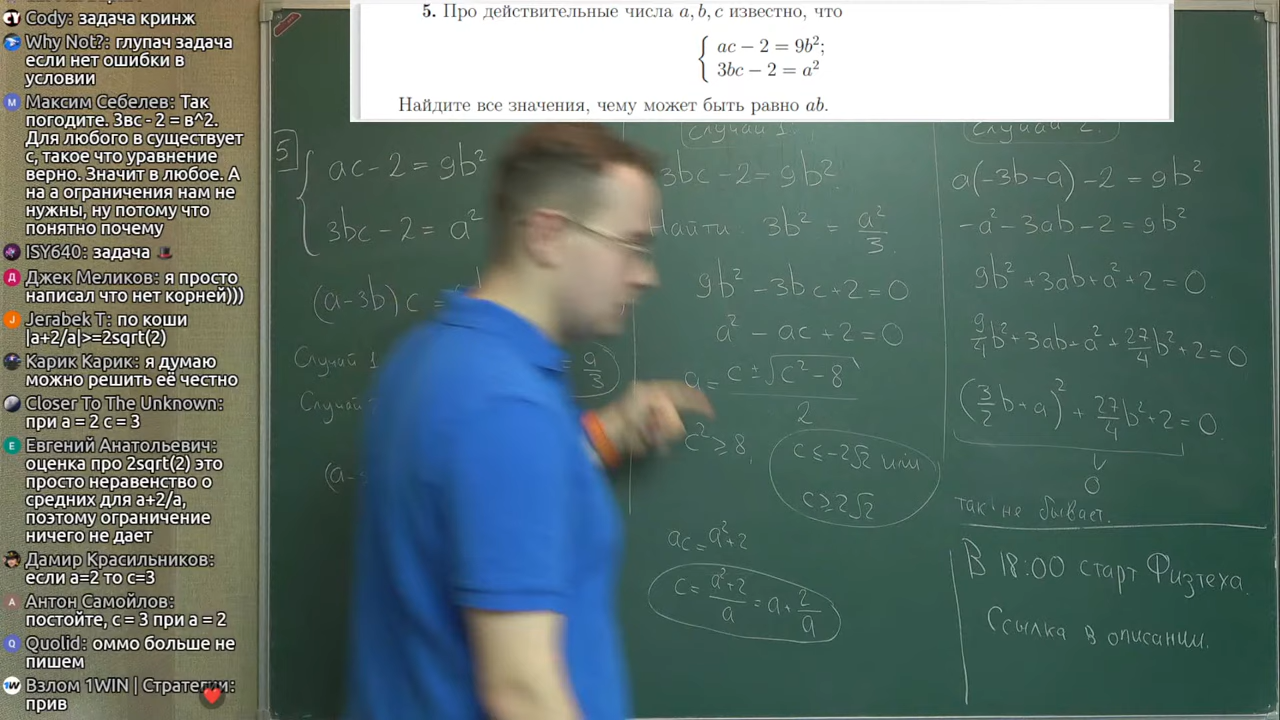 Cody: задача кринж
Why Not?: глупач задача
если нет ошибки в
условии
Максим Себелев: Так
погодите. 3вс - 2 = в^2.
Для любого в существует
с, такое что уравнение
верно. Значит в любое. А
на а ограничения нам не
нужны, ну потому что
понятно почему
ISY640: задача 🎩
Джек Меликов: я просто
написал что нет корней)))
Jerabek T: по коши
|a+2/a|>=2sqrt(2)
Карик Карик: я думаю
можно решить её честно
Closer To The Unknown:
при a = 2 c = 3
Евгений Анатольевич:
оценка про 2sqrt(2) это
просто неравенство о
средних для a+2/a,
поэтому ограничение
ничего не дает
Дамир Красильников:
если a=2 то c=3
Антон Самойлов:
постойте, c = 3 при a = 2
Quolid: оммо больше не
пишем
Взлом 1WIN | Стратегии:
прив
5. Про действительные числа a, b, c известно, что
ac − 2 = 9b²;
3bc − 2 = a²
Найдите все значения, чему может быть равно ab.
5
ac-2=9b²
3bc-2=a²
(a-3b)c =
Случай 1
Случай
(a-3
Случай 1.
3bc-2=9b²
Найти: 3b² = a²/3
9b²-3bc+2=0
a²-ac+2=0
a = (c±√(c²-8))/2
c²≥8
c≤-2√2 или
c≥2√2
ac=a²+2
c=(a²+2)/a=a+2/a
Случай 2.
a(-3b-a)-2=9b²
-a²-3ab-2=9b²
9b²+3ab+a²+2=0
9/4b²+3ab+a²+27/4b²+2=0
(3/2b+a)²+27/4b²+2=0
0
так не бывает.
В 18:00 старт Физтеха.
Ссылка в описании.